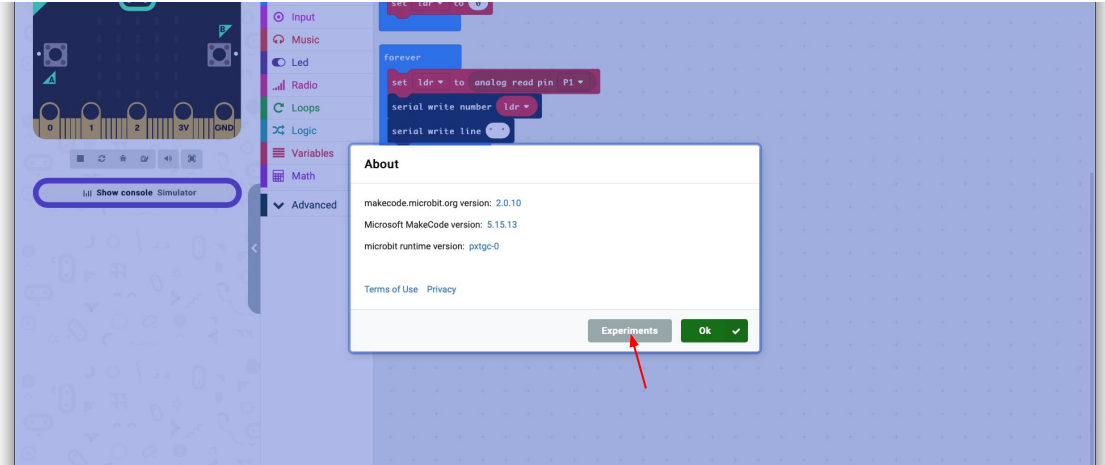 set ldr to 0
Input
Music
Led
Radio
Loops
Logic
Variables
Math
Advanced
B
A
0 1 2 3V GND
Show console Simulator
forever
set ldr to analog read pin P1
serial write number ldr
serial write line " "
About
makecode.microbit.org version: 2.0.10
Microsoft MakeCode version: 5.15.13
microbit runtime version: pxtgc-0
Terms of Use Privacy
Experiments Ok